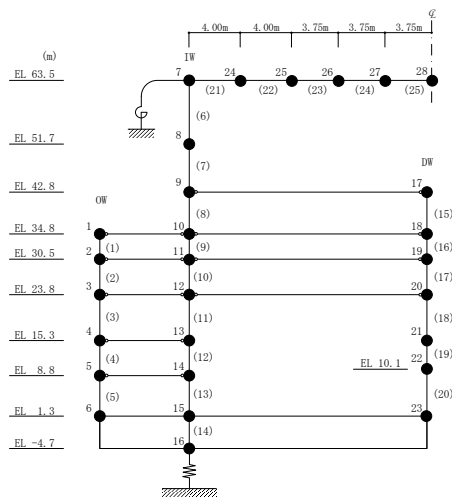 ℄
4.00m 4.00m 3.75m 3.75m 3.75m
(m) IW
EL 63.5 7 24 25 26 27 28
(21) (22) (23) (24) (25)
(6)
EL 51.7 8
(7) DW
EL 42.8 9 17
OW (8) (15)
EL 34.8 1 10 18
(1) (9) (16)
EL 30.5 2 11 19
(2) (10) (17)
EL 23.8 3 12 20
(3) (11) (18)
EL 15.3 4 13 21
(4) (12) (19)
EL 10.1 22
EL 8.8 5 14
(5) (13) (20)
EL 1.3 6 15 23
(14)
EL -4.7 16